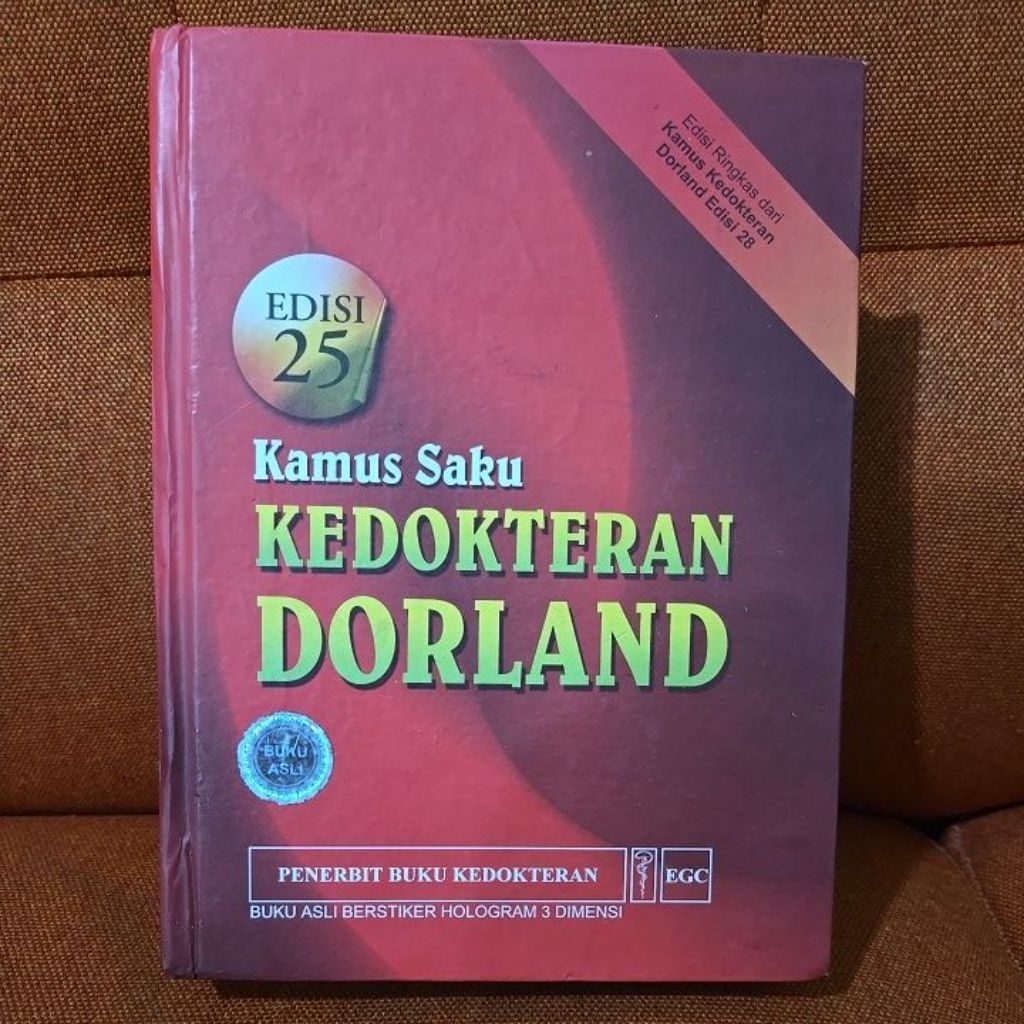 Edisi Ringkas dari
Kamus Kedokteran
Dorland Edisi 28
EDISI
25
Kamus Saku
KEDOKTERAN
DORLAND
BUKU
ASLI
PENERBIT BUKU KEDOKTERAN EGC
BUKU ASLI BERSTIKER HOLOGRAM 3 DIMENSI